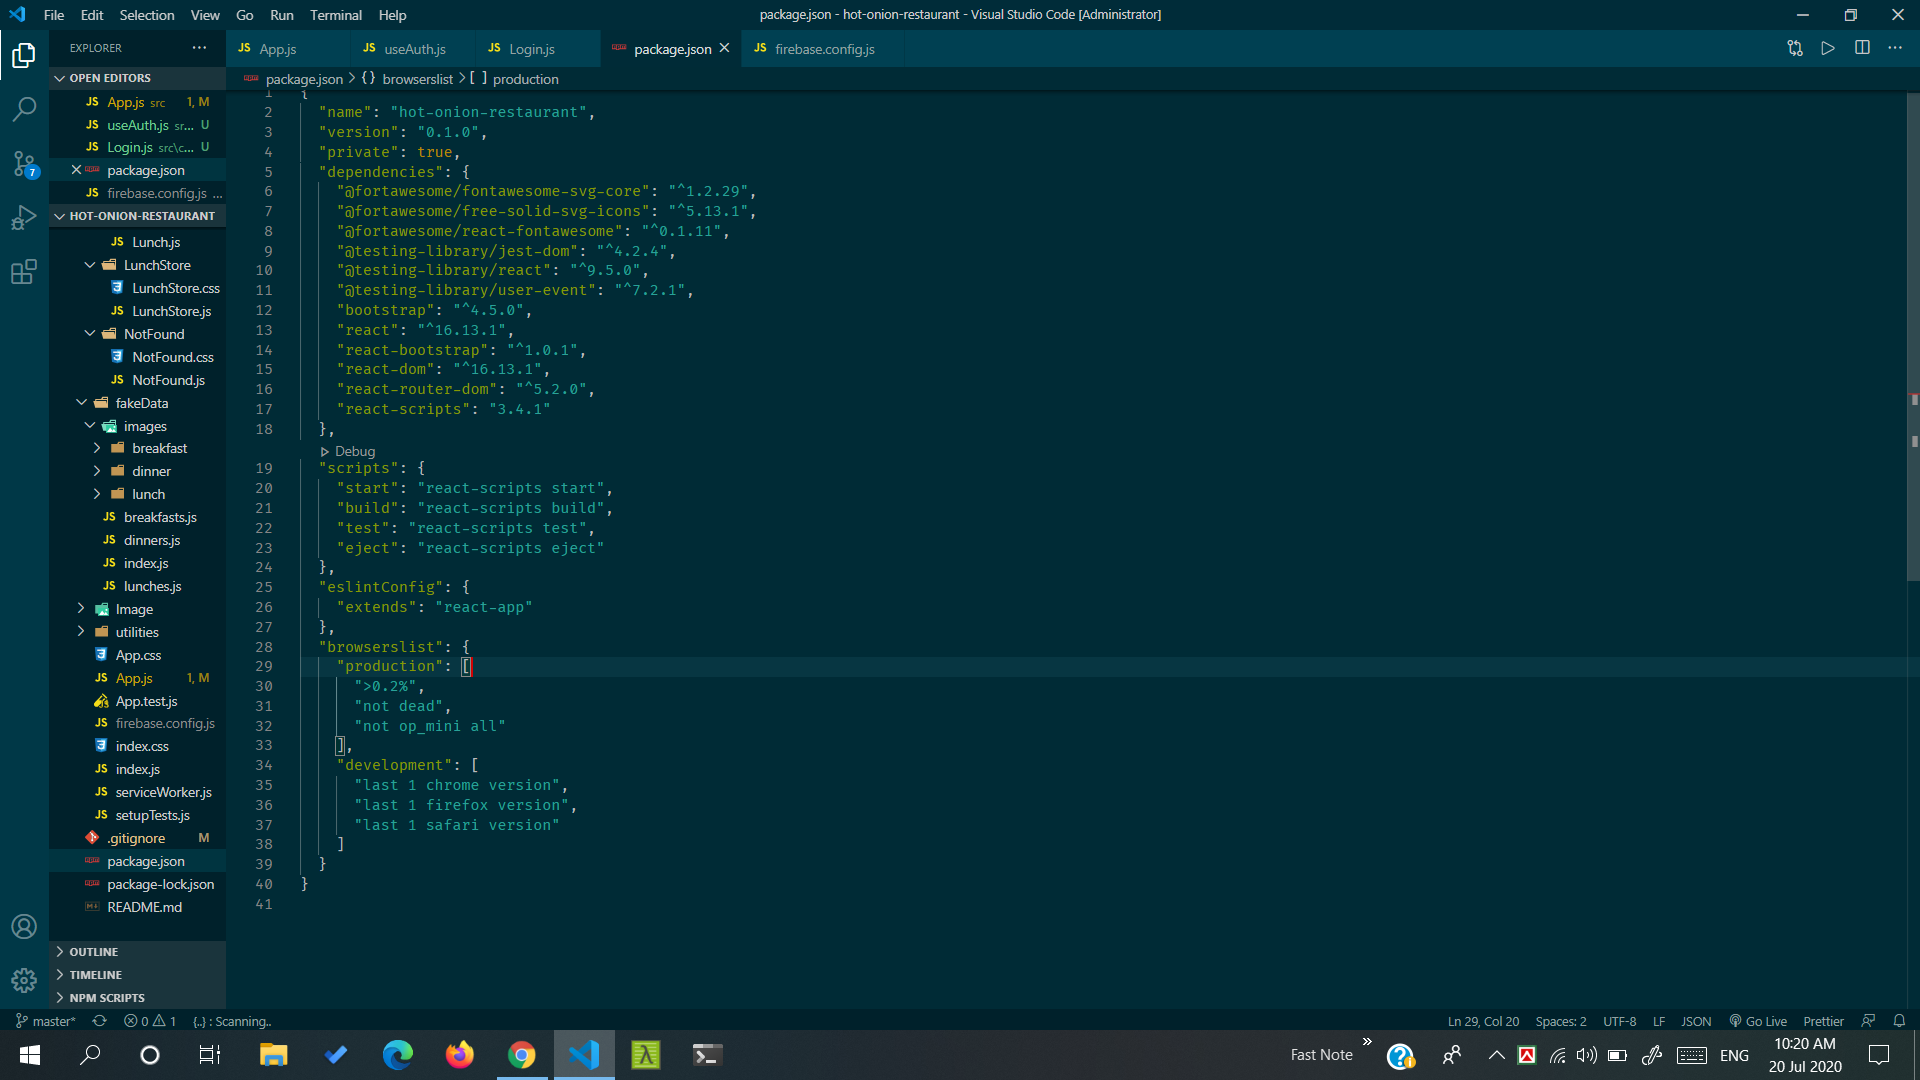 File Edit Selection View Go Run Terminal Help
package.json - hot-onion-restaurant - Visual Studio Code [Administrator]
EXPLORER
JS App.js
JS useAuth.js
JS Login.js
package.json
JS firebase.config.js
OPEN EDITORS
JS App.js src 1, M
JS useAuth.js sr... U
JS Login.js src\c... U
package.json
JS firebase.config.js ...
HOT-ONION-RESTAURANT
JS Lunch.js
LunchStore
LunchStore.css
JS LunchStore.js
NotFound
NotFound.css
JS NotFound.js
fakeData
images
breakfast
dinner
lunch
JS breakfasts.js
JS dinners.js
JS index.js
JS lunches.js
Image
utilities
App.css
JS App.js 1, M
App.test.js
JS firebase.config.js
index.css
JS index.js
JS serviceWorker.js
JS setupTests.js
.gitignore M
package.json
package-lock.json
README.md
OUTLINE
TIMELINE
NPM SCRIPTS
package.json > {} browserslist > [ ] production
1 {
2 "name": "hot-onion-restaurant",
3 "version": "0.1.0",
4 "private": true,
5 "dependencies": {
6 "@fortawesome/fontawesome-svg-core": "^1.2.29",
7 "@fortawesome/free-solid-svg-icons": "^5.13.1",
8 "@fortawesome/react-fontawesome": "^0.1.11",
9 "@testing-library/jest-dom": "^4.2.4",
10 "@testing-library/react": "^9.5.0",
11 "@testing-library/user-event": "^7.2.1",
12 "bootstrap": "^4.5.0",
13 "react": "^16.13.1",
14 "react-bootstrap": "^1.0.1",
15 "react-dom": "^16.13.1",
16 "react-router-dom": "^5.2.0",
17 "react-scripts": "3.4.1"
18 },
Debug
19 "scripts": {
20 "start": "react-scripts start",
21 "build": "react-scripts build",
22 "test": "react-scripts test",
23 "eject": "react-scripts eject"
24 },
25 "eslintConfig": {
26 "extends": "react-app"
27 },
28 "browserslist": {
29 "production": [
30 ">0.2%",
31 "not dead",
32 "not op_mini all"
33 ],
34 "development": [
35 "last 1 chrome version",
36 "last 1 firefox version",
37 "last 1 safari version"
38 ]
39 }
40 }
41
7
master* 0 1 {..} : Scanning..
Ln 29, Col 20 Spaces: 2 UTF-8 LF JSON Go Live Prettier
Fast Note
ENG
10:20 AM
20 Jul 2020